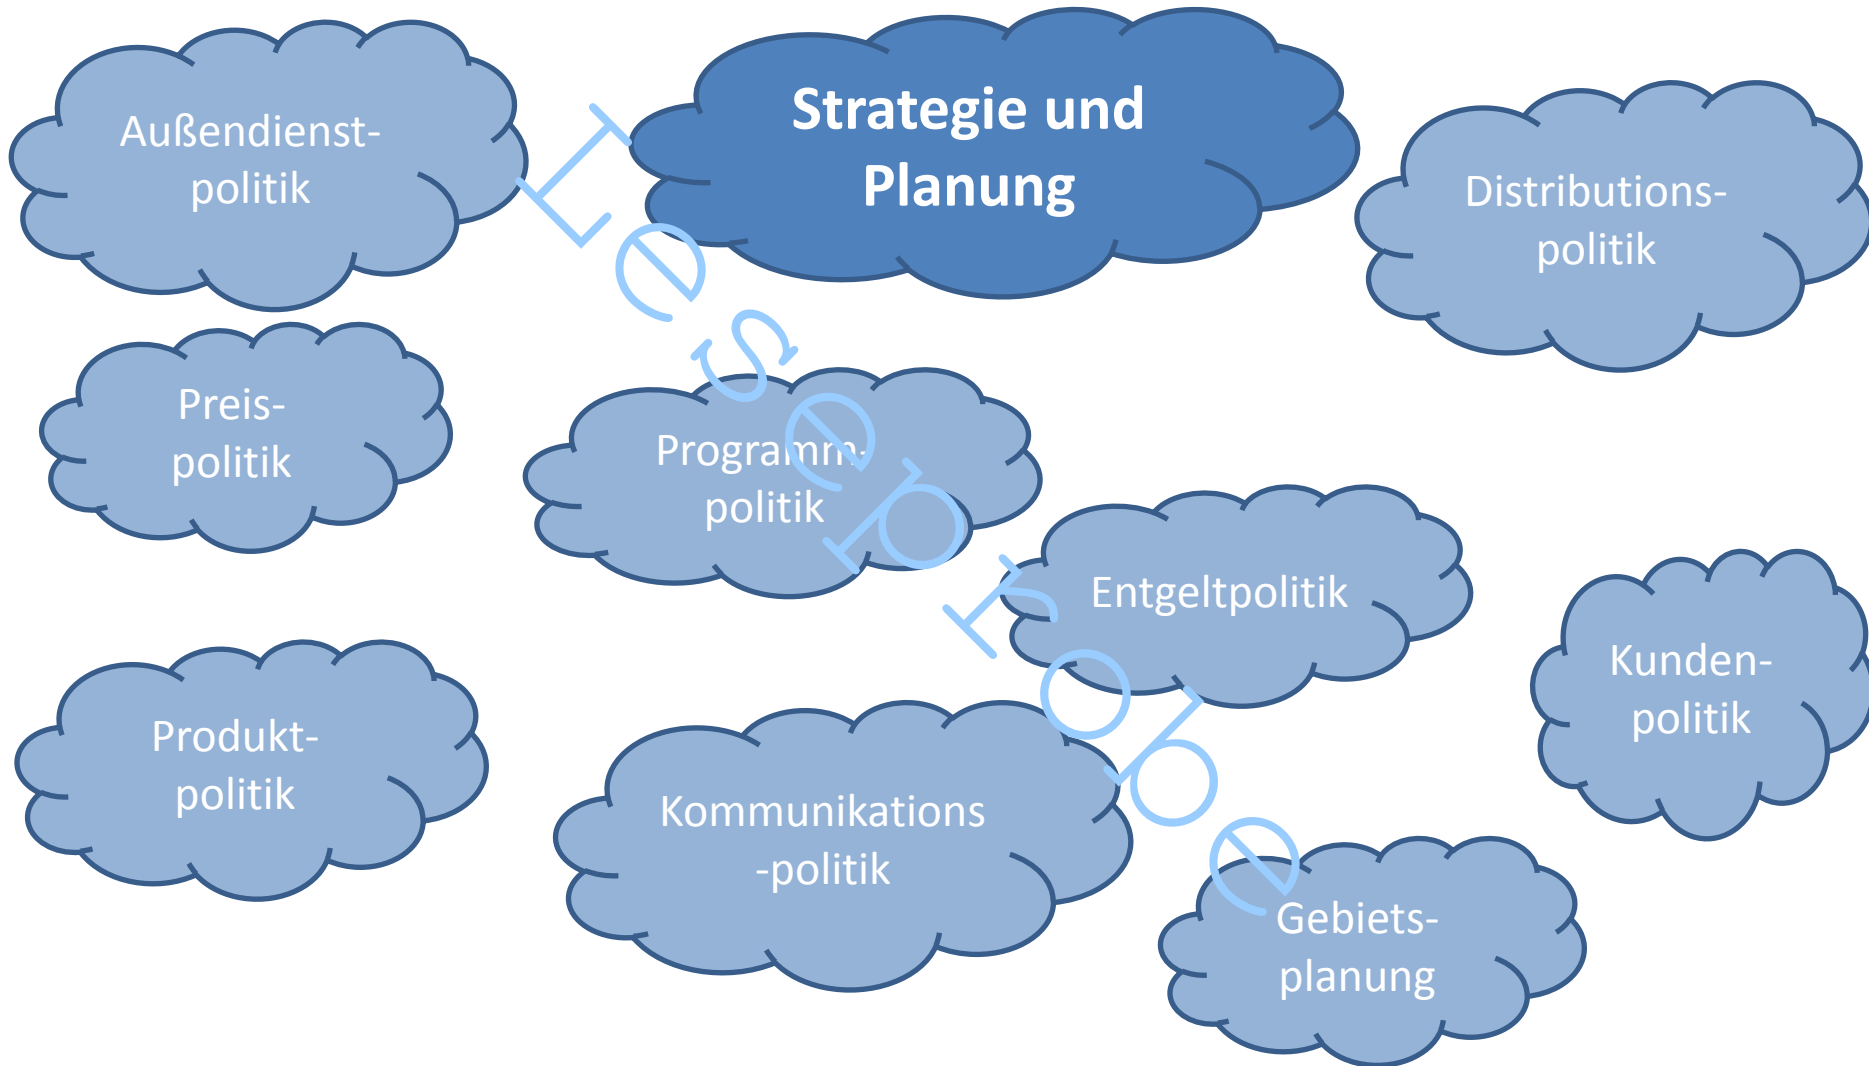 Außendienst-
politik
Strategie und
Planung
Distributions-
politik
Preis-
politik
Programm-
politik
Entgeltpolitik
Kunden-
politik
Produkt-
politik
Kommunikations
-politik
Gebiets-
planung
Leseprobe